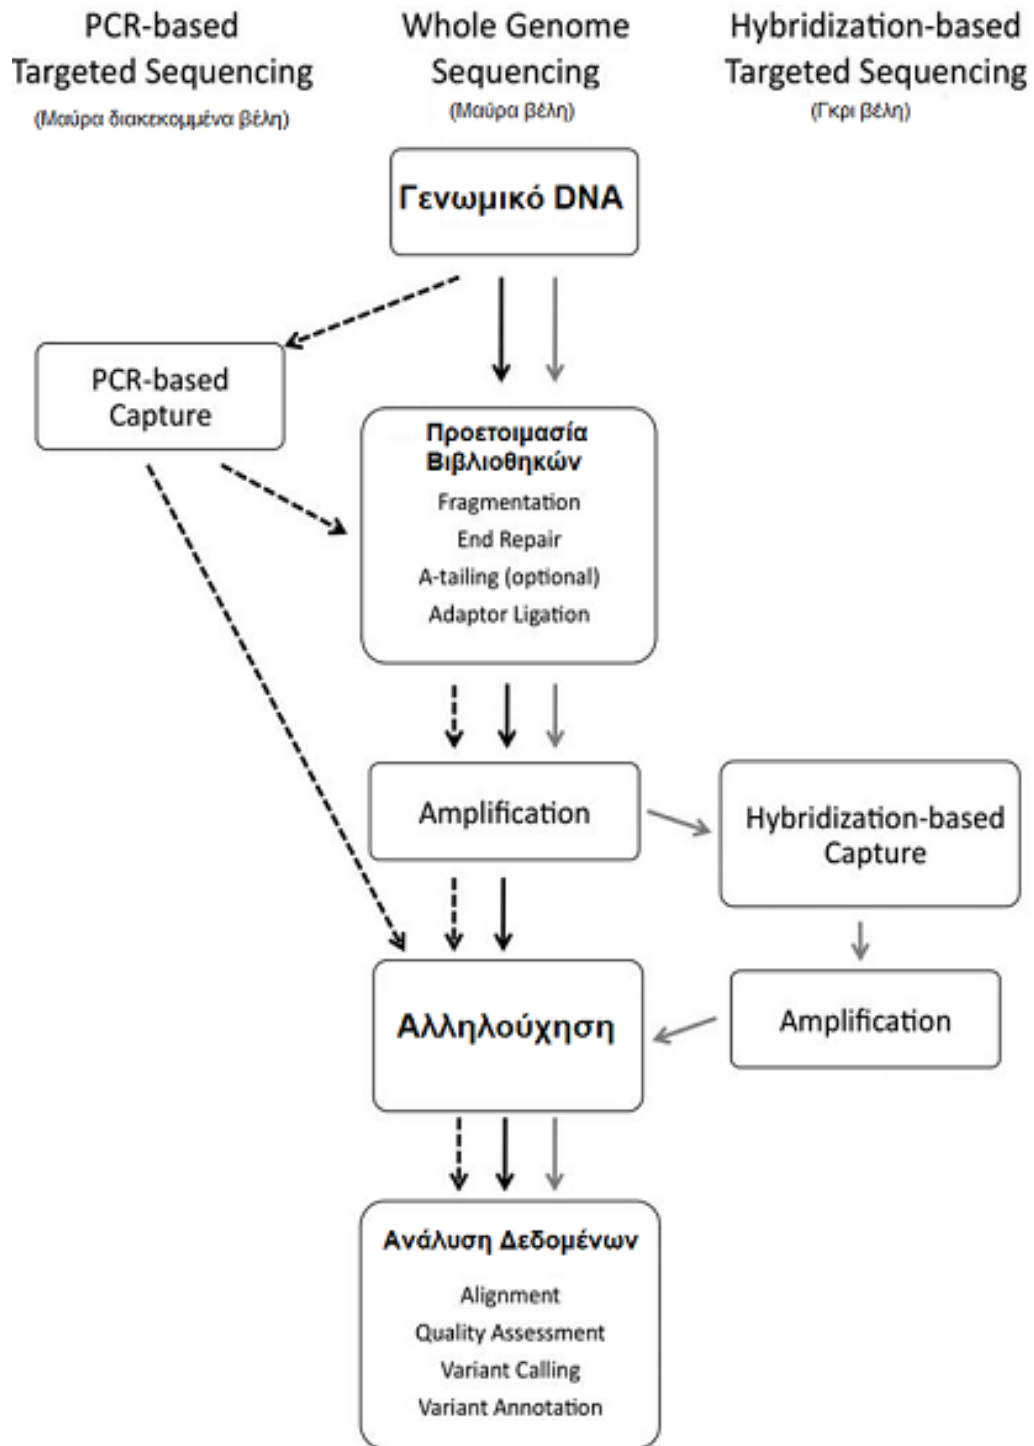 PCR-based
Targeted Sequencing
(Μαύρα διακεκομμένα βέλη)
Whole Genome
Sequencing
(Μαύρα βέλη)
Hybridization-based
Targeted Sequencing
(Γκρι βέλη)
Γενωμικό DNA
PCR-based
Capture
Προετοιμασία
Βιβλιοθηκών
Fragmentation
End Repair
A-tailing (optional)
Adaptor Ligation
Amplification
Hybridization-based
Capture
Amplification
Αλληλούχηση
Ανάλυση Δεδομένων
Alignment
Quality Assessment
Variant Calling
Variant Annotation